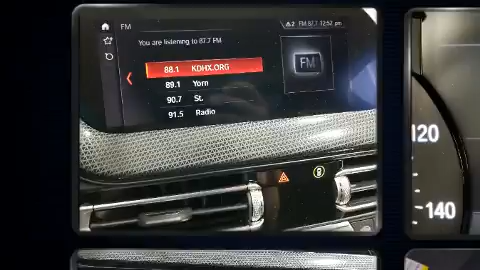 FM
2 FM 87.7 12:52 pm
You are listening to 87.7 FM
88.1 KDHX.ORG
89.1 Yorn
90.7 St.
91.5 Radio
FM
120
140